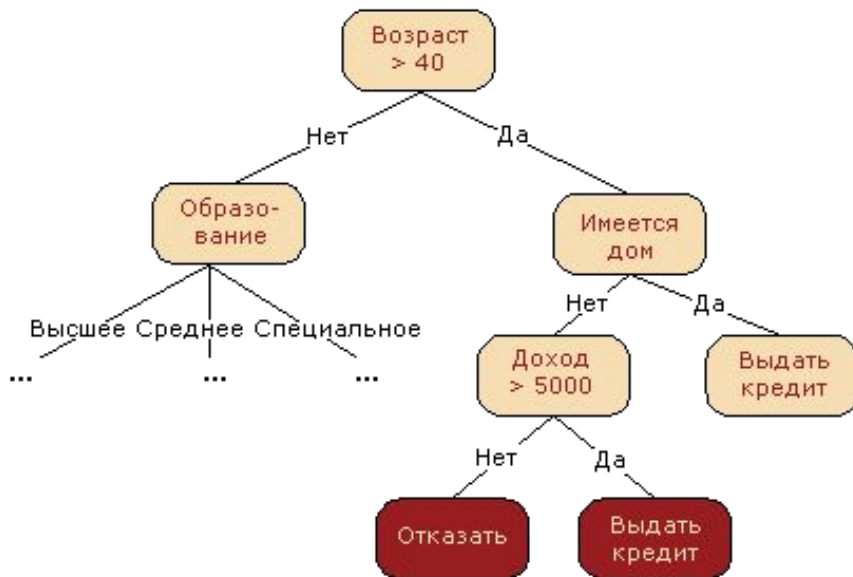 Возраст
> 40
Нет
Да
Образо-
вание
Имеется
дом
Высшее Среднее Специальное
... ... ...
Нет
Да
Доход
> 5000
Выдать
кредит
Нет
Да
Отказать
Выдать
кредит